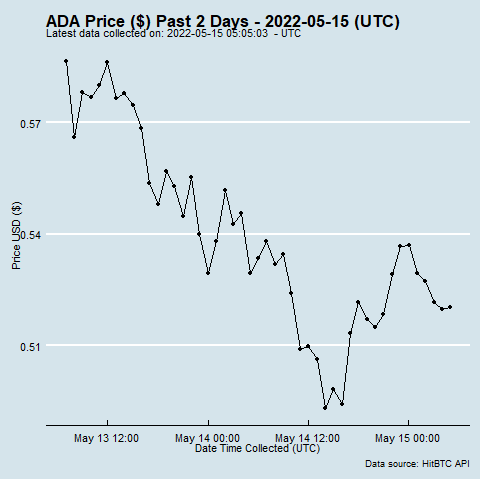 ADA Price ($) Past 2 Days - 2022-05-15 (UTC)
Latest data collected on: 2022-05-15 05:05:03 - UTC
0.57
0.54
0.51
Price USD ($)
May 13 12:00
May 14 00:00
May 14 12:00
May 15 00:00
Date Time Collected (UTC)
Data source: HitBTC API